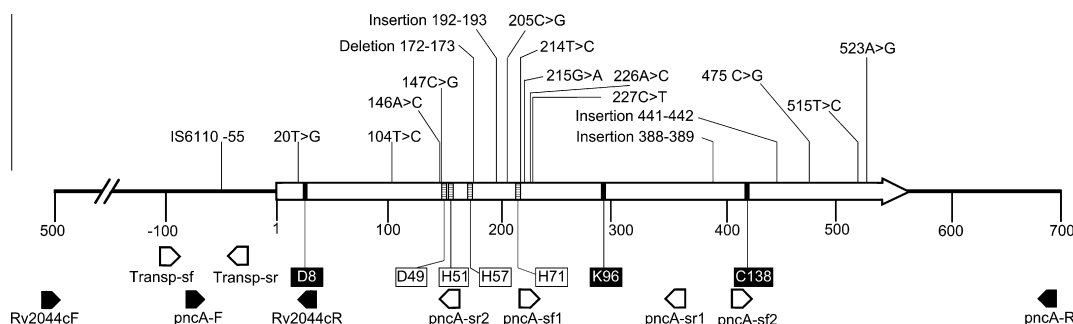 Insertion 192-193 205C>G
Deletion 172-173 214T>C 523A>G
147C>G 215G>A 226A>C 475 C>G
146A>C 227C>T 515T>C
Insertion 441-442
IS6110 -55 20T>G 104T>C Insertion 388-389
500 -100 1 100 200 300 400 500 600 700
Transp-sf Transp-sr D8 D49 H51 H57 H71 K96 C138
Rv2044cF pncA-F Rv2044cR pncA-sr2 pncA-sf1 pncA-sr1 pncA-sf2 pncA-R